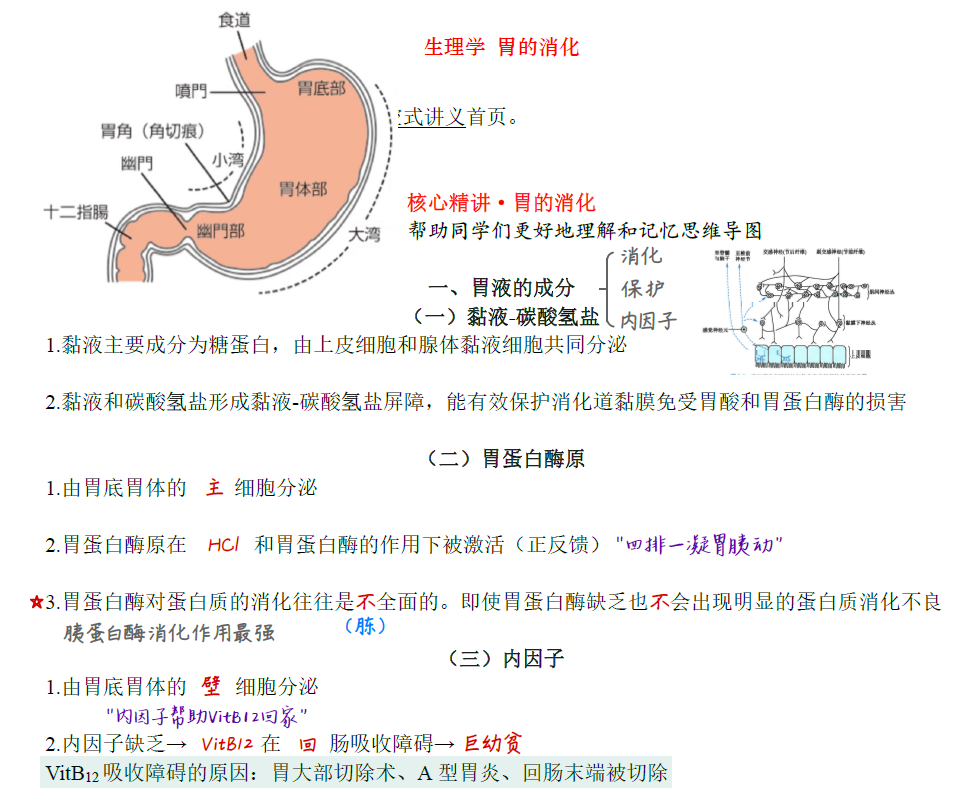 食道
生理学 胃的消化
噴門
胃底部
式讲义首页。
胃角（角切痕）
小湾
幽門
胃体部
核心精讲·胃的消化
十二指腸
幽門部
大湾
帮助同学们更好地理解和记忆思维导图
消化
一、胃液的成分
保护
（一）黏液-碳酸氢盐
内因子
1.黏液主要成分为糖蛋白，由上皮细胞和腺体黏液细胞共同分泌
2.黏液和碳酸氢盐形成黏液-碳酸氢盐屏障，能有效保护消化道黏膜免受胃酸和胃蛋白酶的损害
（二）胃蛋白酶原
1.由胃底胃体的 主 细胞分泌
2.胃蛋白酶原在 HCl 和胃蛋白酶的作用下被激活（正反馈）"四排一凝胃胰动"
★3.胃蛋白酶对蛋白质的消化往往是不全面的。即使胃蛋白酶缺乏也不会出现明显的蛋白质消化不良
胰蛋白酶消化作用最强 （胨）
（三）内因子
1.由胃底胃体的 壁 细胞分泌
"内因子帮助VitB12回家"
2.内因子缺乏→ VitB12 在 回 肠吸收障碍→ 巨幼贫
VitB₁₂吸收障碍的原因：胃大部切除术、A 型胃炎、回肠末端被切除